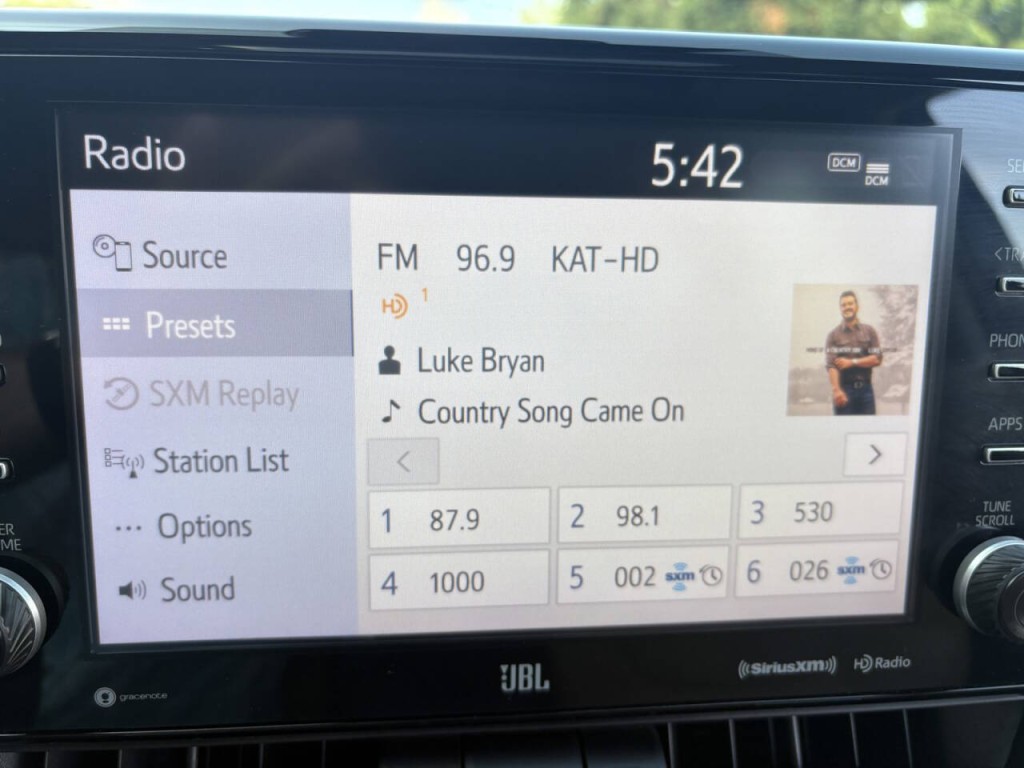 Radio 5:42 DCM DCM
Source
Presets
SXM Replay
Station List
Options
Sound
FM 96.9 KAT-HD
HD 1
Luke Bryan
Country Song Came On
< >
1 87.9 2 98.1 3 530
4 1000 5 002 sxm 6 026 sxm
PHON
APPS
TUNE
SCROLL
gracenote
JBL
((SiriusXM))) HD Radio